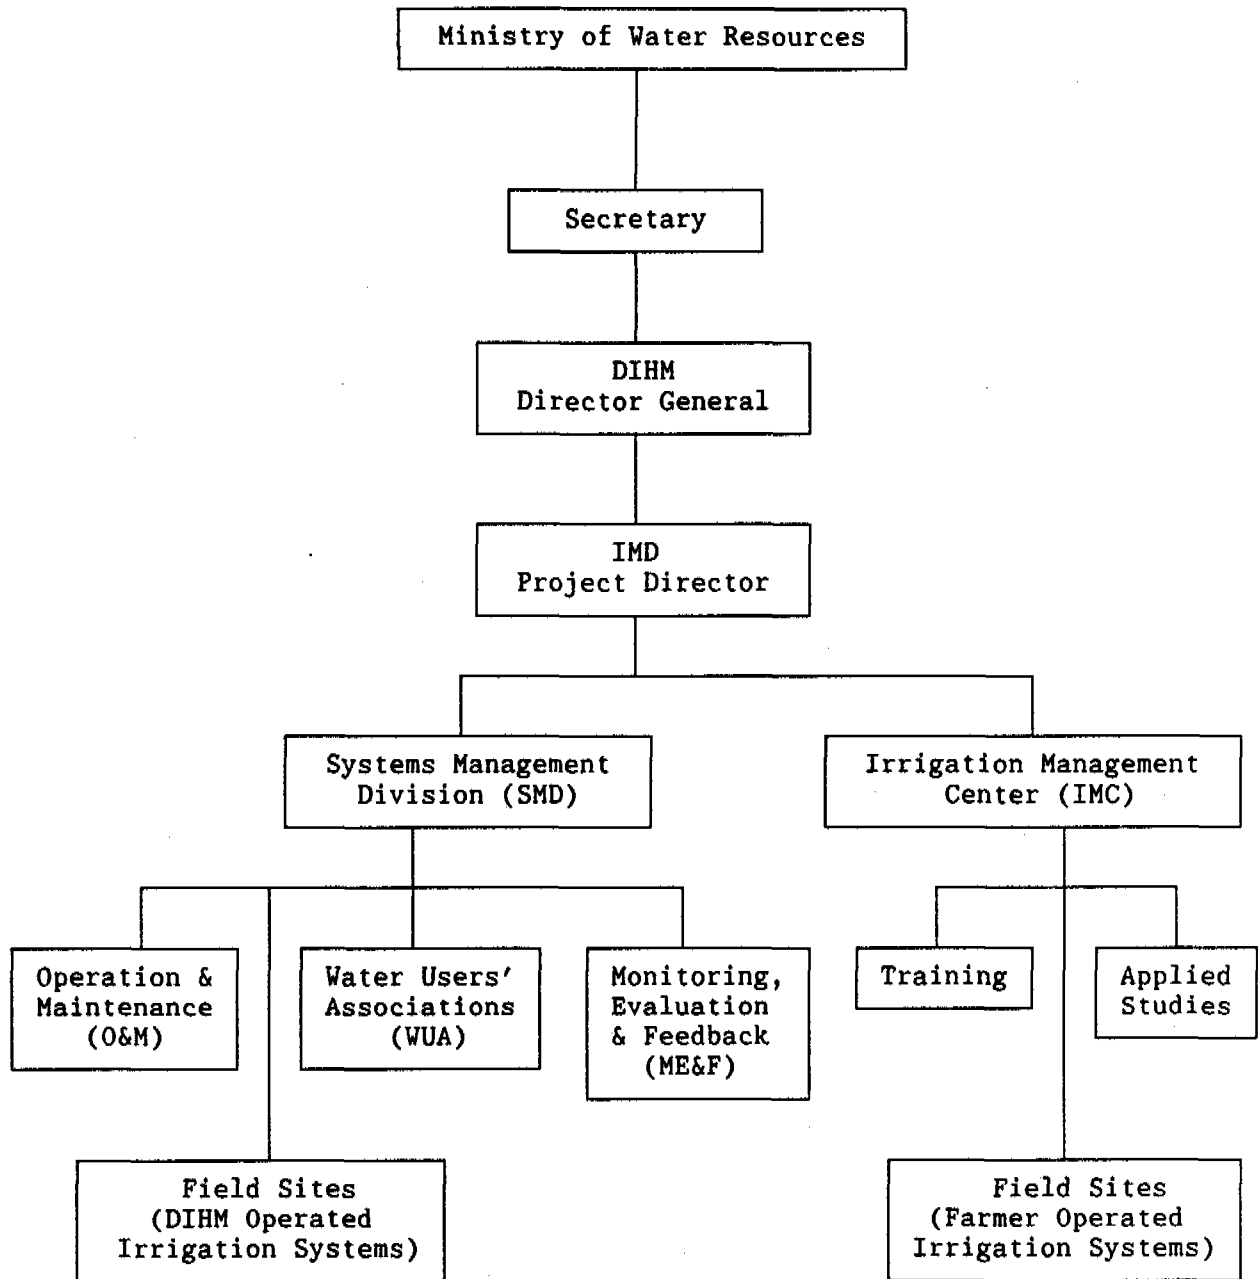 Ministry of Water Resources
Secretary
DIHM
Director General
IMD
Project Director
Systems Management
Division (SMD)
Irrigation Management
Center (IMC)
Operation &
Maintenance
(O&M)
Water Users'
Associations
(WUA)
Monitoring,
Evaluation
& Feedback
(ME&F)
Training
Applied
Studies
Field Sites
(DIHM Operated
Irrigation Systems)
Field Sites
(Farmer Operated
Irrigation Systems)